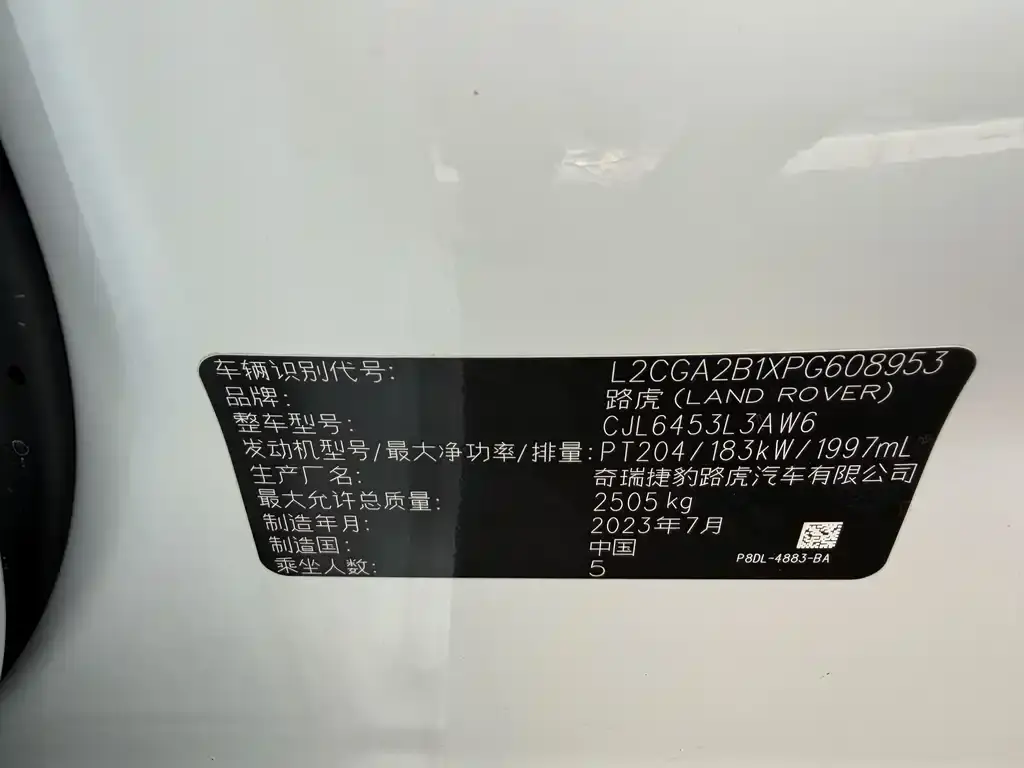 车辆识别代号: L2CGA2B1XPG608953
品牌: 路虎 (LAND ROVER)
整车型号: CJL6453L3AW6
发动机型号/最大净功率/排量: PT204/183kW/1997mL
生产厂名: 奇瑞捷豹路虎汽车有限公司
最大允许总质量: 2505kg
制造年月: 2023年7月
制造国: 中国
乘坐人数: 5
P8DL-4883-BA